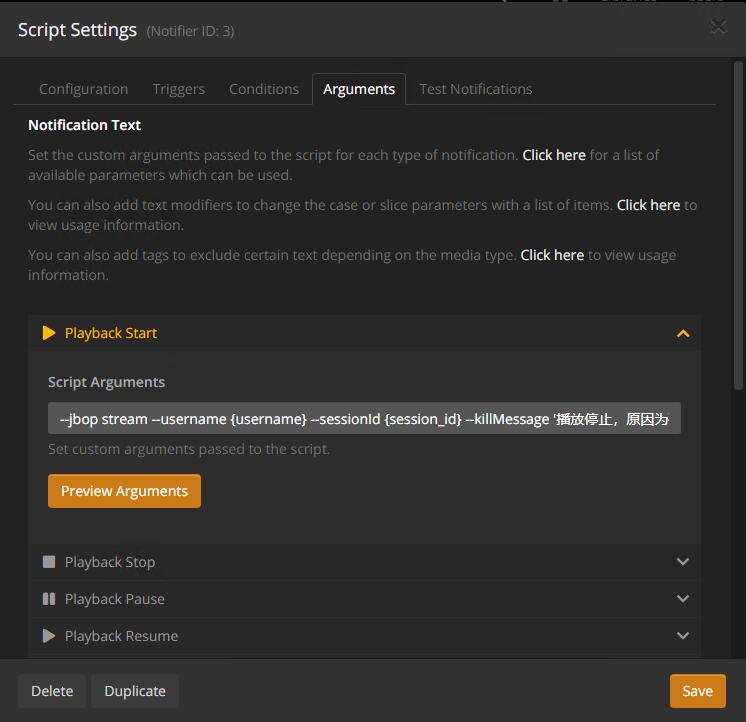 Script Settings (Notifier ID: 3)
Configuration Triggers Conditions Arguments Test Notifications
Notification Text
Set the custom arguments passed to the script for each type of notification. Click here for a list of
available parameters which can be used.
You can also add text modifiers to change the case or slice parameters with a list of items. Click here to
view usage information.
You can also add tags to exclude certain text depending on the media type. Click here to view usage
information.
Playback Start
Script Arguments
--jbop stream --username {username} --sessionId {session_id} --killMessage '播放停止，原因为
Set custom arguments passed to the script.
Preview Arguments
Playback Stop
Playback Pause
Playback Resume
Delete Duplicate Save